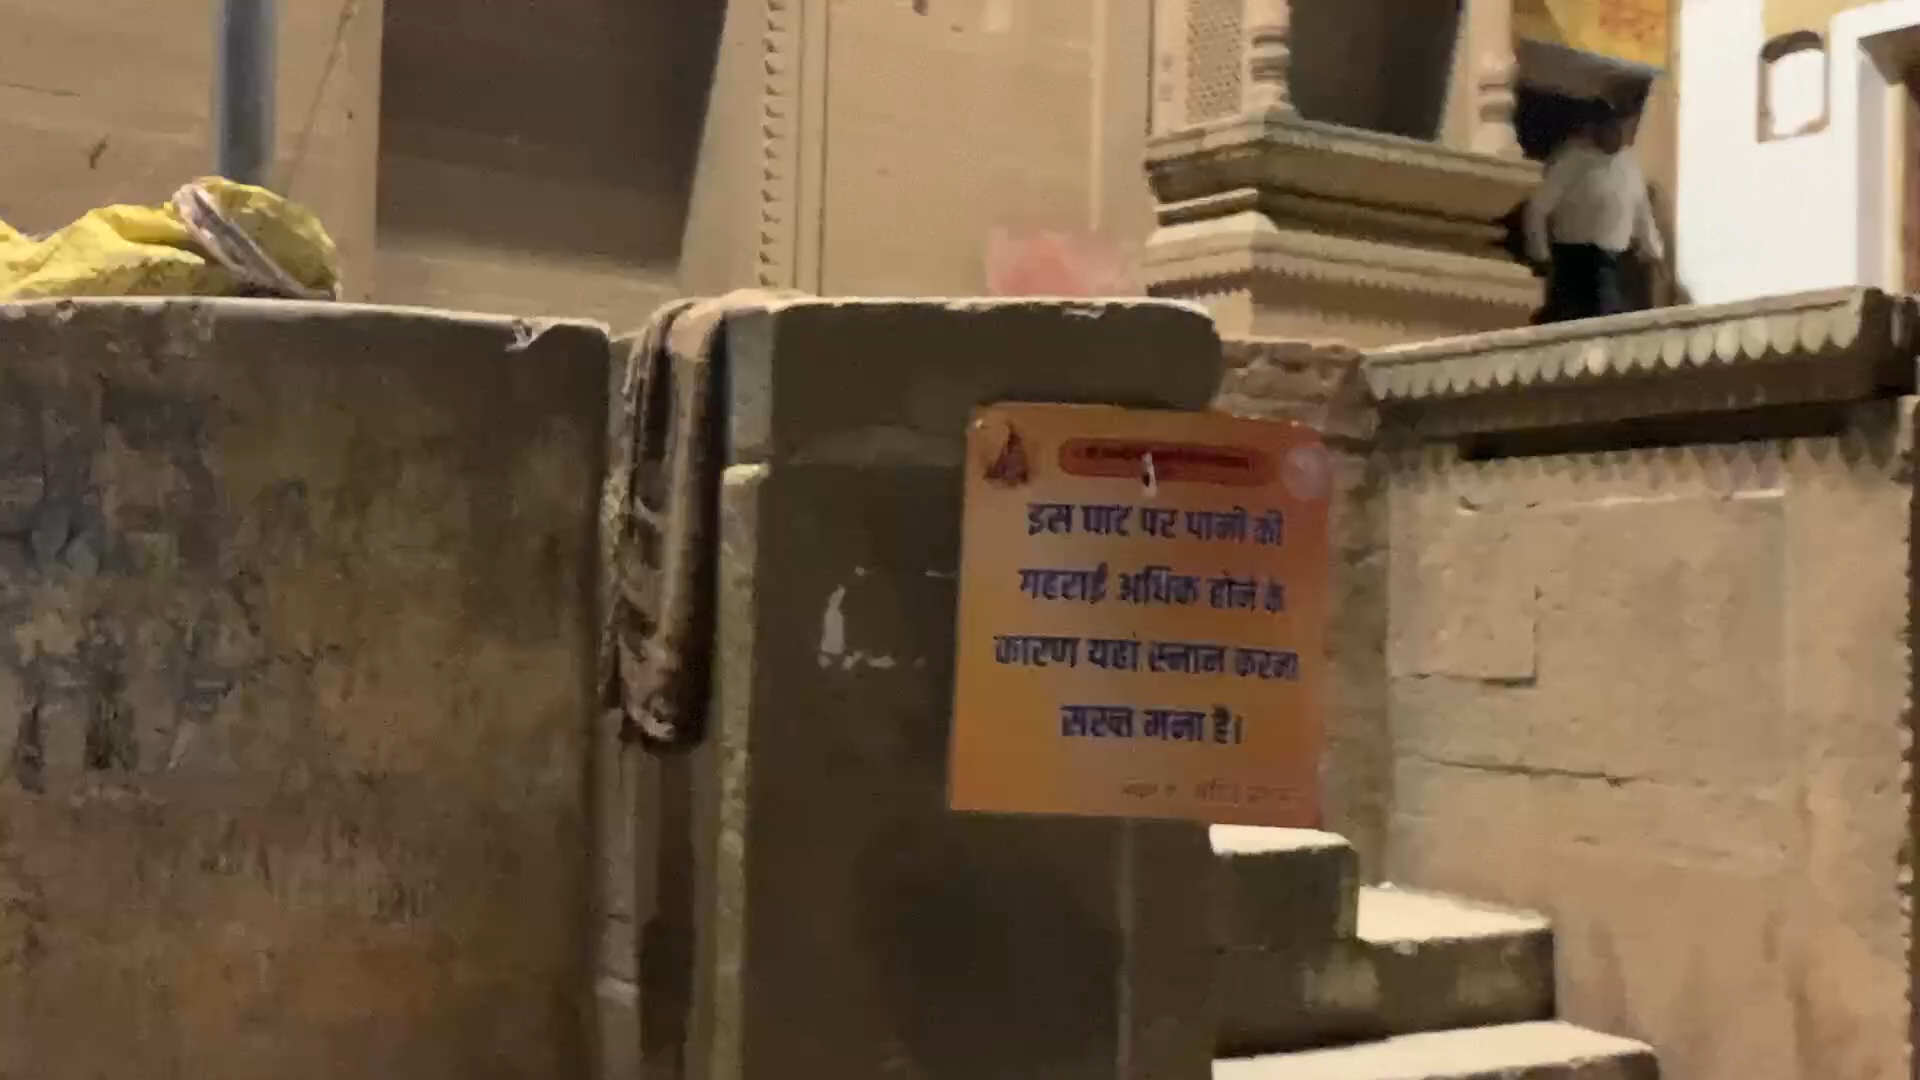 इस घाट पर पानी की
गहराई अधिक होने के
कारण यहां स्नान करना
सख्त मना है।